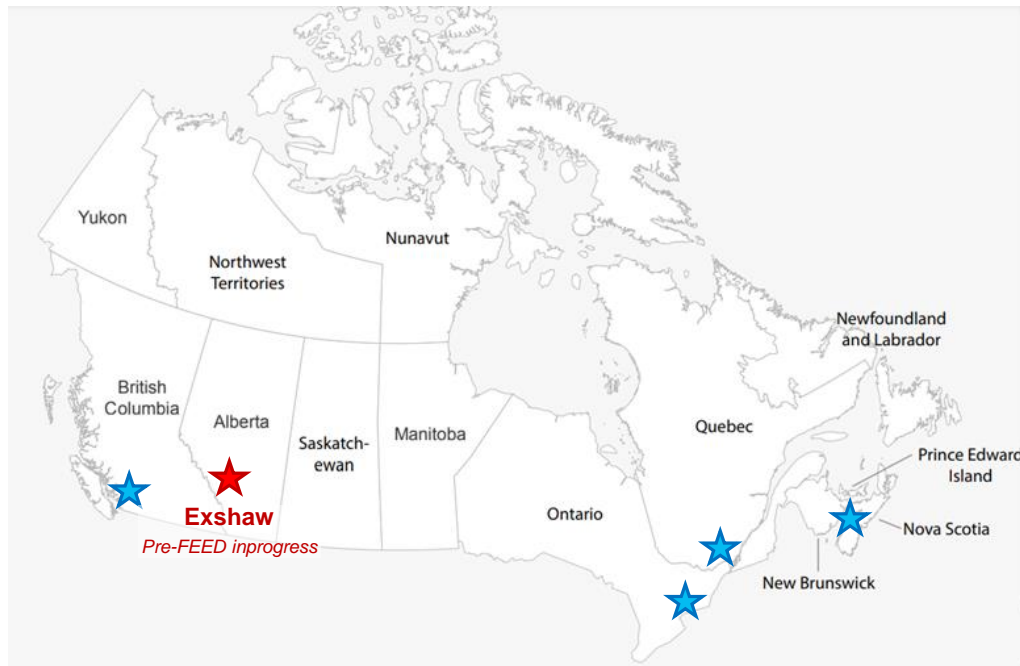 Yukon
Northwest
Territories
Nunavut
Newfoundland
and Labrador
British
Columbia
Alberta
Saskatch-
ewan
Manitoba
Quebec
Prince Edward
Island
Exshaw
Pre-FEED inprogress
Ontario
Nova Scotia
New Brunswick